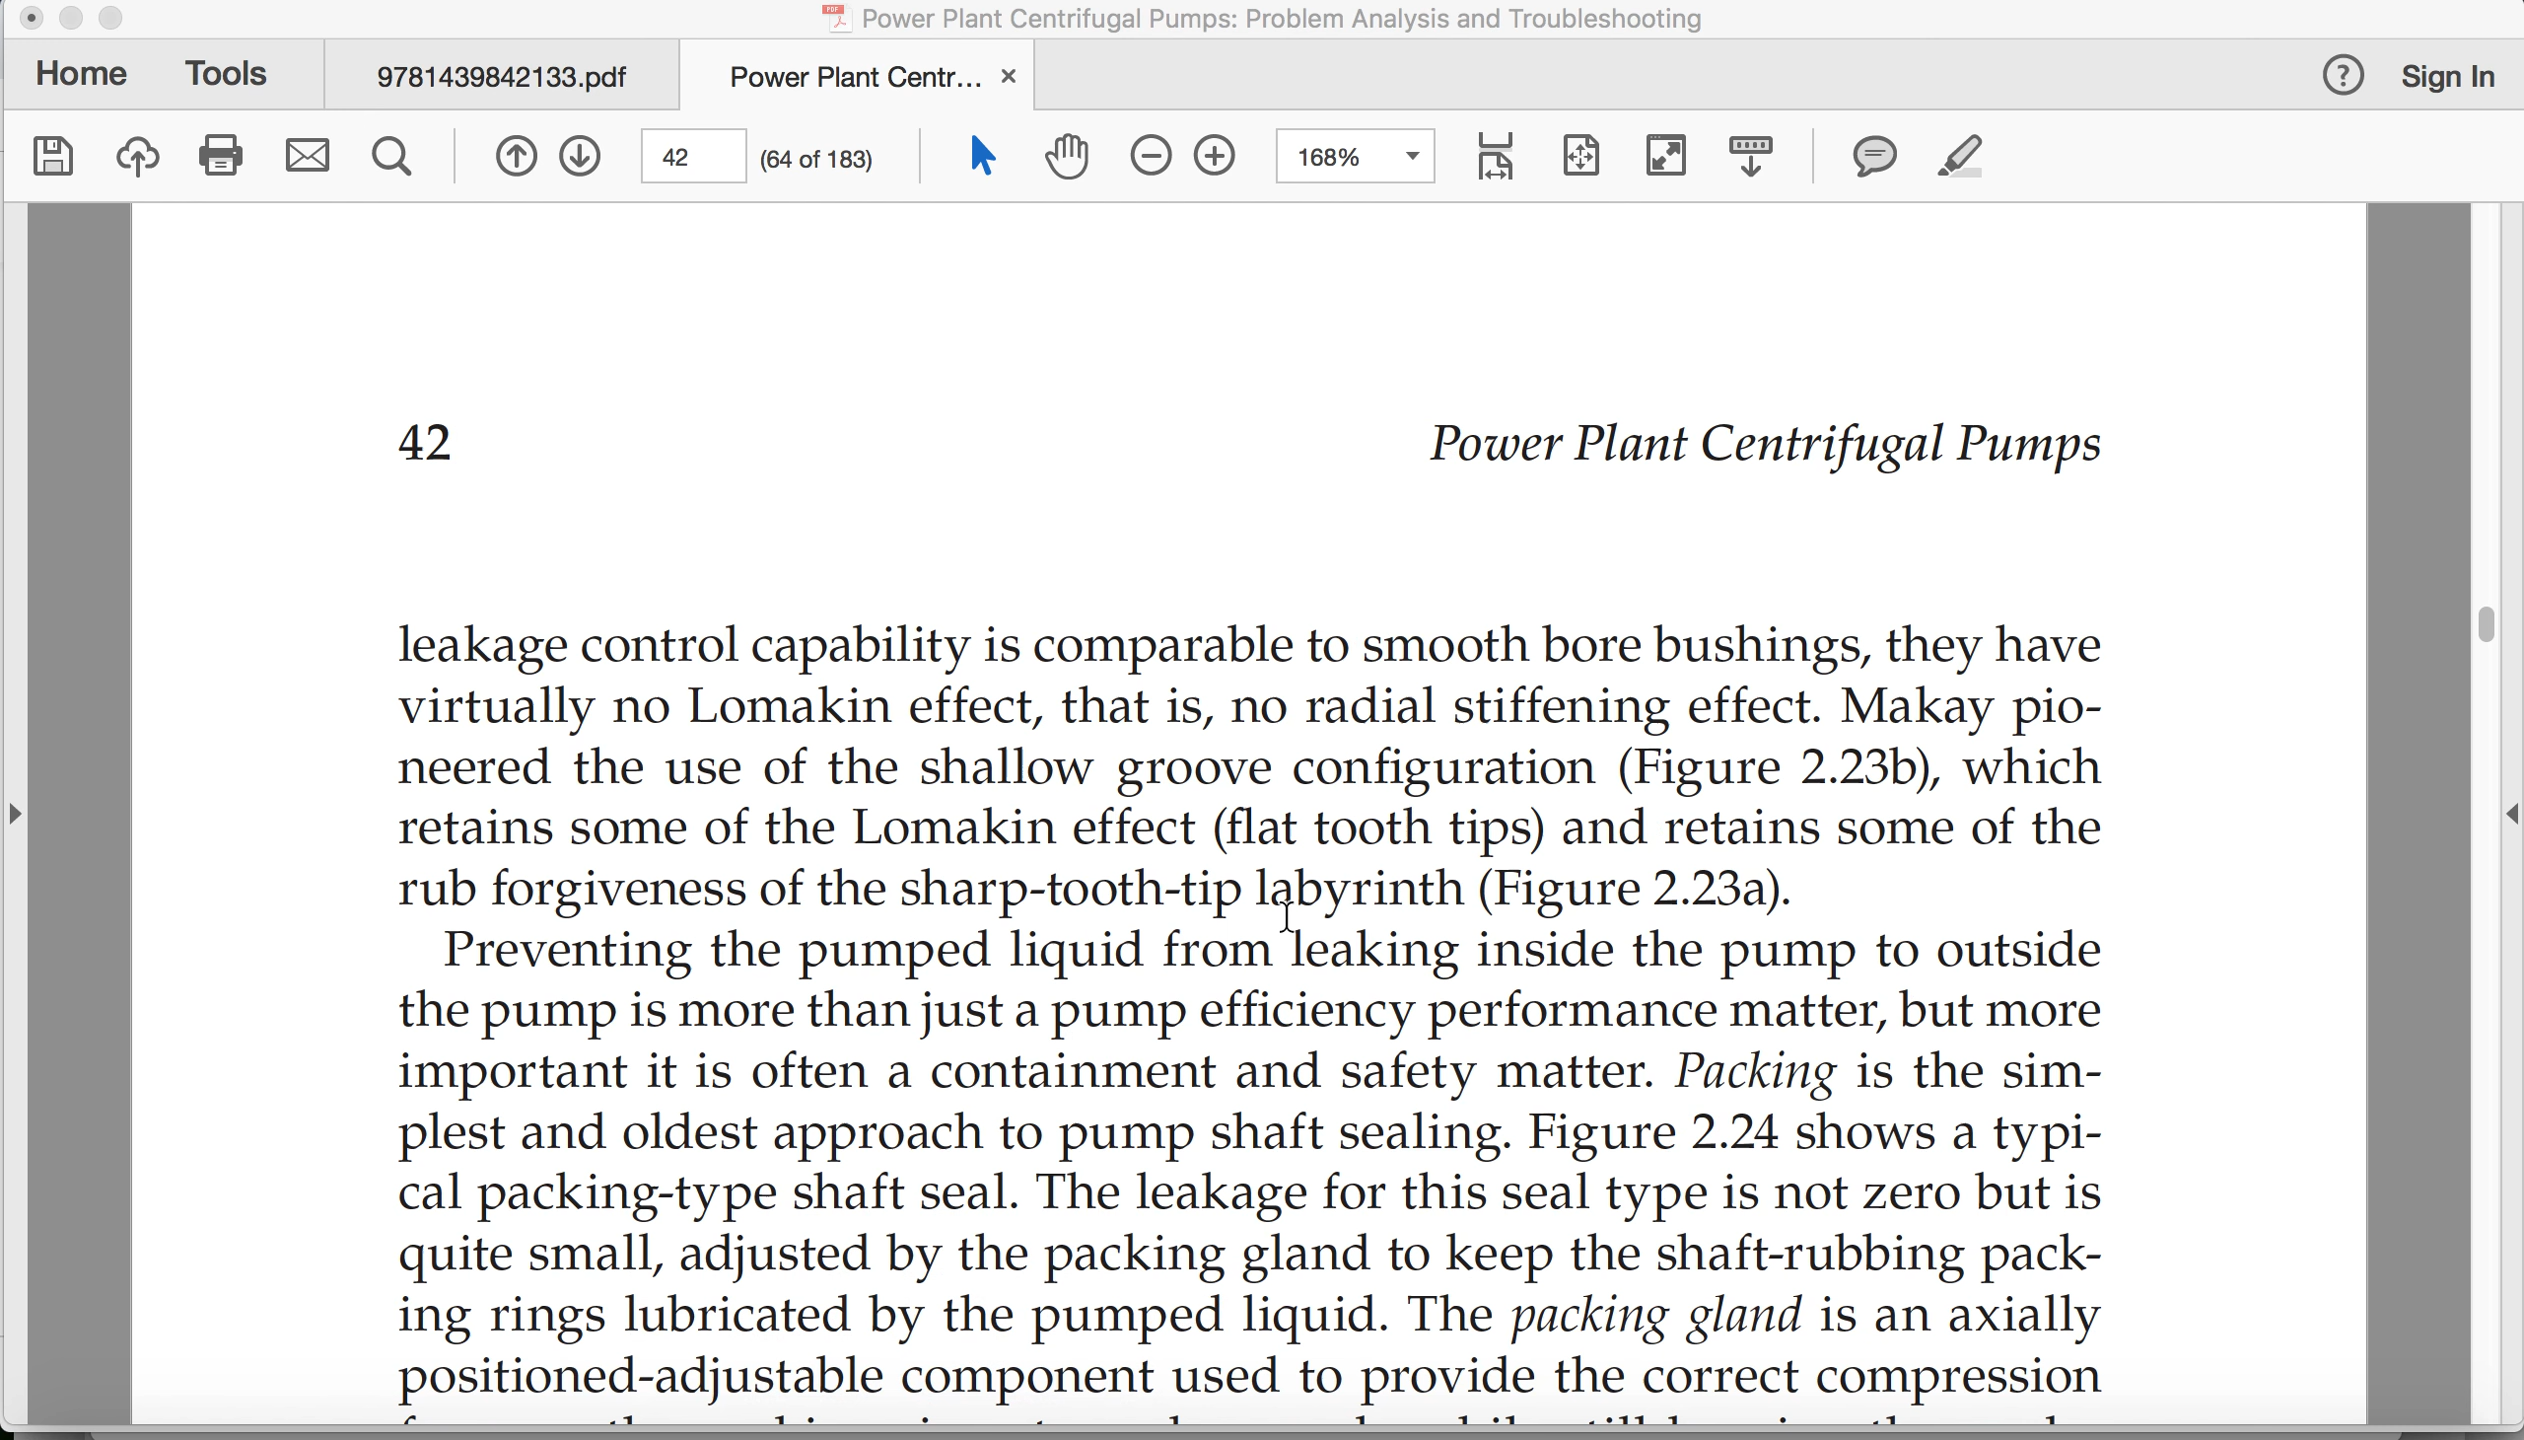 Power Plant Centrifugal Pumps: Problem Analysis and Troubleshooting
Home Tools 9781439842133.pdf Power Plant Centr... × ? Sign In
42 (64 of 183) 168%
42 Power Plant Centrifugal Pumps
leakage control capability is comparable to smooth bore bushings, they have
virtually no Lomakin effect, that is, no radial stiffening effect. Makay pio-
neered the use of the shallow groove configuration (Figure 2.23b), which
retains some of the Lomakin effect (flat tooth tips) and retains some of the
rub forgiveness of the sharp-tooth-tip labyrinth (Figure 2.23a).
Preventing the pumped liquid from leaking inside the pump to outside
the pump is more than just a pump efficiency performance matter, but more
important it is often a containment and safety matter. Packing is the sim-
plest and oldest approach to pump shaft sealing. Figure 2.24 shows a typi-
cal packing-type shaft seal. The leakage for this seal type is not zero but is
quite small, adjusted by the packing gland to keep the shaft-rubbing pack-
ing rings lubricated by the pumped liquid. The packing gland is an axially
positioned-adjustable component used to provide the correct compression